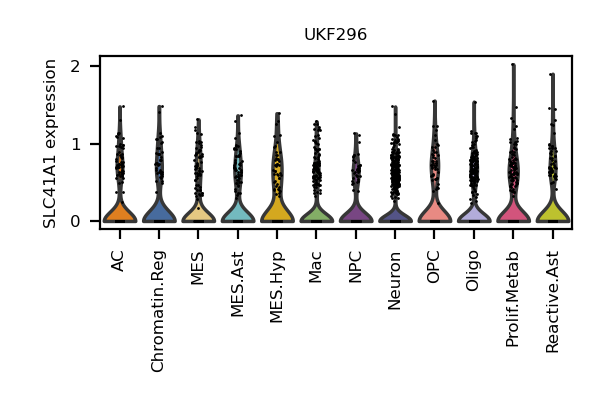 UKF296
SLC41A1 expression
2
1
0
AC
Chromatin.Reg
MES
MES.Ast
MES.Hyp
Mac
NPC
Neuron
OPC
Oligo
Prolif.Metab
Reactive.Ast